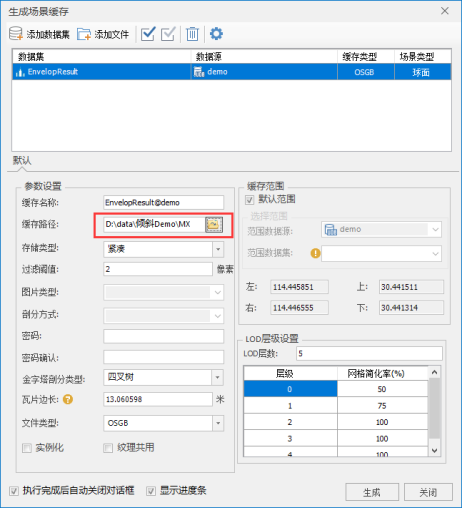 生成场景缓存
添加数据集 添加文件
数据集 数据源 缓存类型 场景类型
EnvelopResult demo OSGB 球面
默认
参数设置
缓存名称: EnvelopResult@demo
缓存路径: D:\data\倾斜Demo\MX
存储类型: 紧凑
过滤阈值: 2 像素
图片类型:
剖分方式:
密码:
密码确认:
金字塔剖分类型: 四叉树
瓦片边长: 13.060598 米
文件类型: OSGB
实例化 纹理共用
缓存范围
默认范围
选择范围
范围数据源: demo
范围数据集:
左: 114.445851 上: 30.441511
右: 114.446555 下: 30.441314
LOD层级设置
LOD层数: 5
层级 网格简化率(%)
0 50
1 75
2 100
3 100
4 100
执行完成后自动关闭对话框 显示进度条 生成 关闭